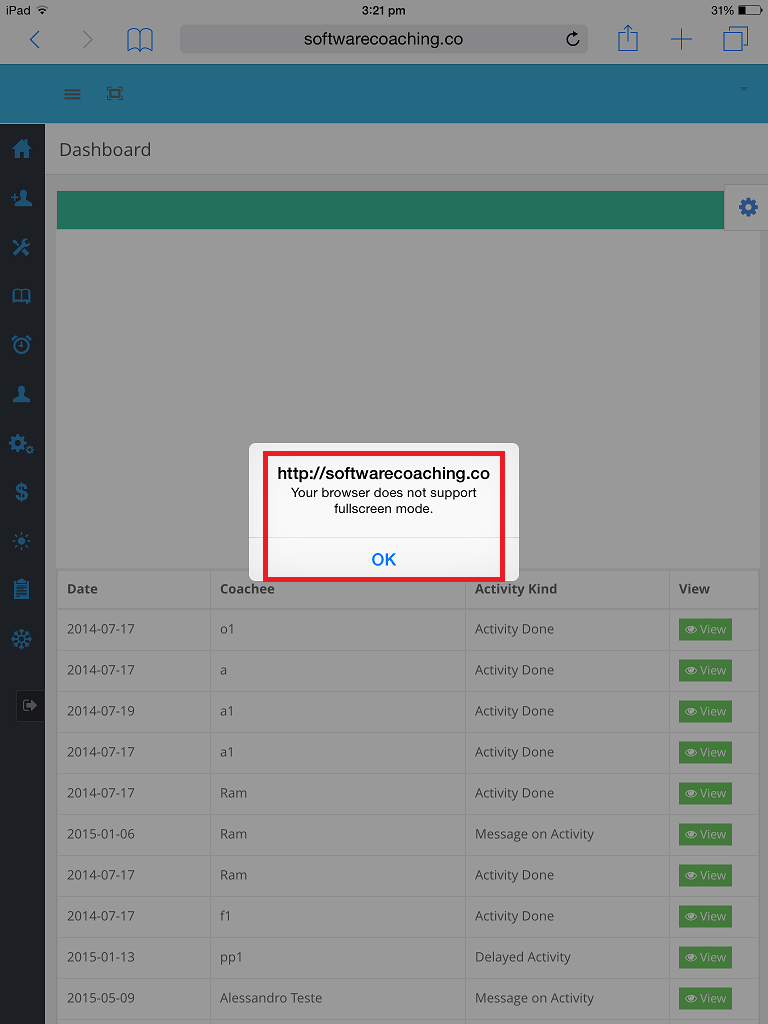 iPad 3:21 pm 31%
softwarecoaching.co
Dashboard
http://softwarecoaching.co
Your browser does not support
fullscreen mode.
OK
Date Coachee Activity Kind View
2014-07-17 o1 Activity Done View
2014-07-17 a Activity Done View
2014-07-19 a1 Activity Done View
2014-07-17 a1 Activity Done View
2014-07-17 Ram Activity Done View
2015-01-06 Ram Message on Activity View
2014-07-17 Ram Activity Done View
2014-07-17 f1 Activity Done View
2015-01-13 pp1 Delayed Activity View
2015-05-09 Alessandro Teste Message on Activity View